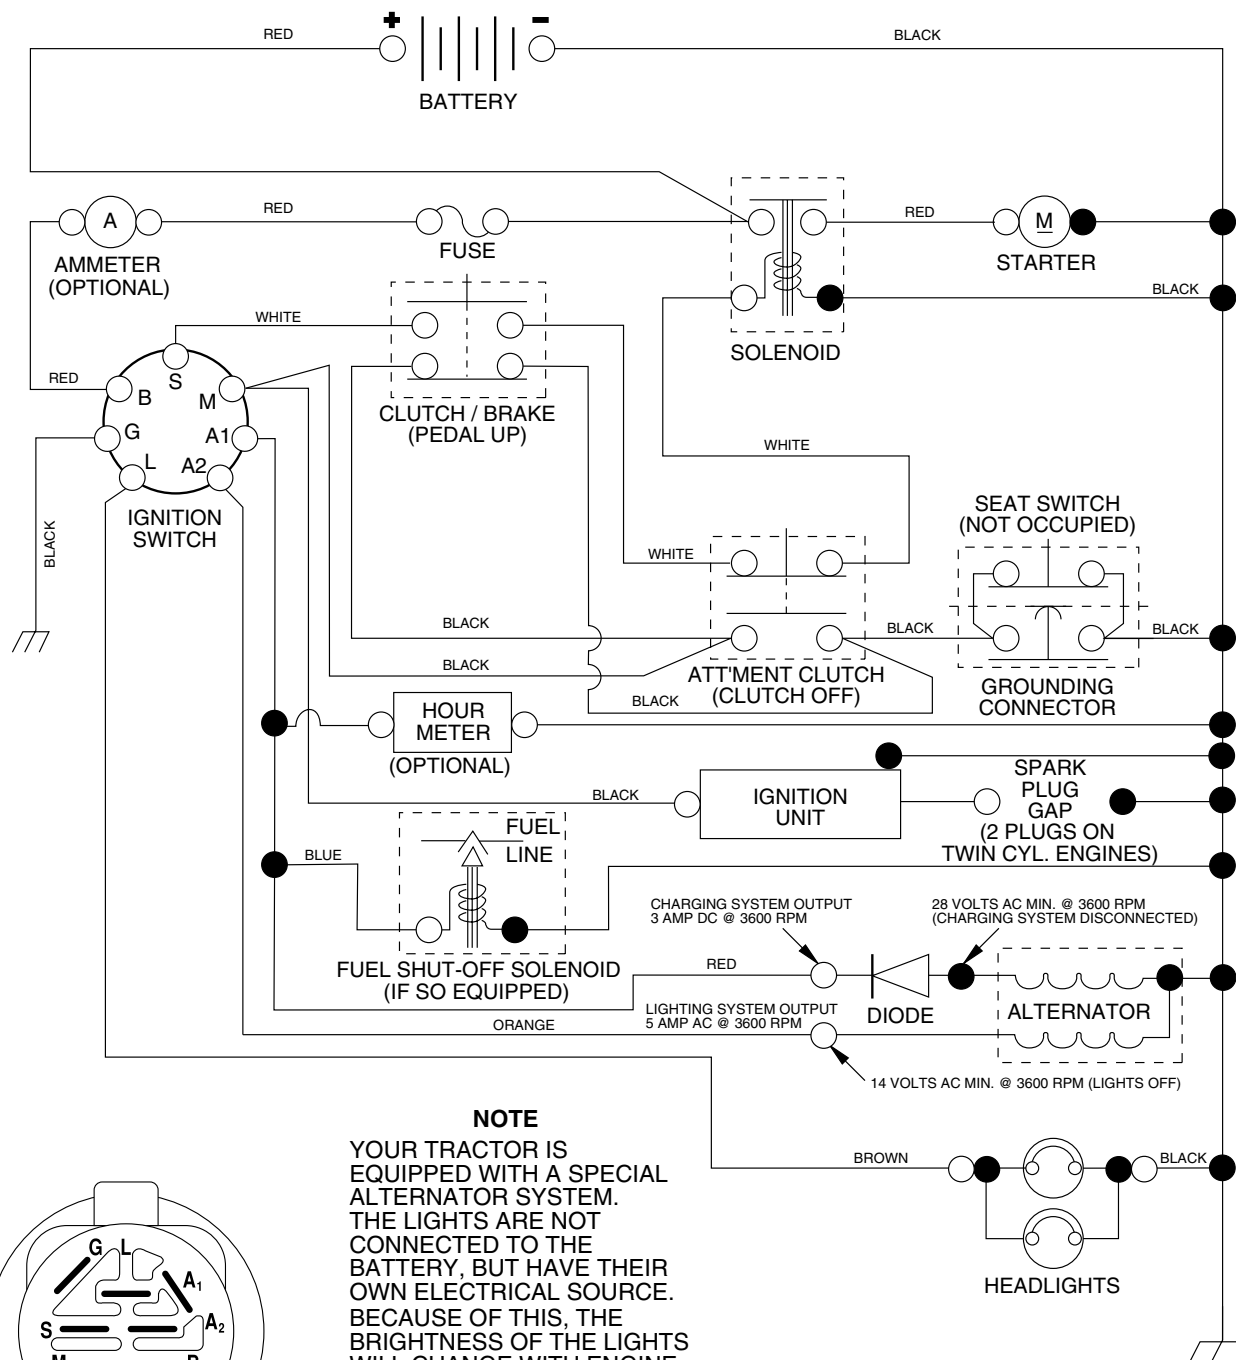 + -
RED
BLACK
BATTERY
A
RED
FUSE
RED
M
STARTER
AMMETER
(OPTIONAL)
BLACK
SOLENOID
WHITE
RED
S
B
M
G
A1
L
A2
IGNITION
SWITCH
CLUTCH / BRAKE
(PEDAL UP)
WHITE
BLACK
SEAT SWITCH
(NOT OCCUPIED)
WHITE
BLACK
BLACK
BLACK
BLACK
ATT'MENT CLUTCH
(CLUTCH OFF)
BLACK
GROUNDING
CONNECTOR
HOUR
METER
(OPTIONAL)
BLACK
IGNITION
UNIT
SPARK
PLUG
GAP
(2 PLUGS ON
TWIN CYL. ENGINES)
FUEL
LINE
BLUE
FUEL SHUT-OFF SOLENOID
(IF SO EQUIPPED)
CHARGING SYSTEM OUTPUT
3 AMP DC @ 3600 RPM
28 VOLTS AC MIN. @ 3600 RPM
(CHARGING SYSTEM DISCONNECTED)
RED
DIODE
ALTERNATOR
LIGHTING SYSTEM OUTPUT
5 AMP AC @ 3600 RPM
ORANGE
14 VOLTS AC MIN. @ 3600 RPM (LIGHTS OFF)
BROWN
BLACK
HEADLIGHTS
NOTE
YOUR TRACTOR IS
EQUIPPED WITH A SPECIAL
ALTERNATOR SYSTEM.
THE LIGHTS ARE NOT
CONNECTED TO THE
BATTERY, BUT HAVE THEIR
OWN ELECTRICAL SOURCE.
BECAUSE OF THIS, THE
BRIGHTNESS OF THE LIGHTS
WILL CHANGE WITH ENGINE
G L
A1
A2
S
M
B